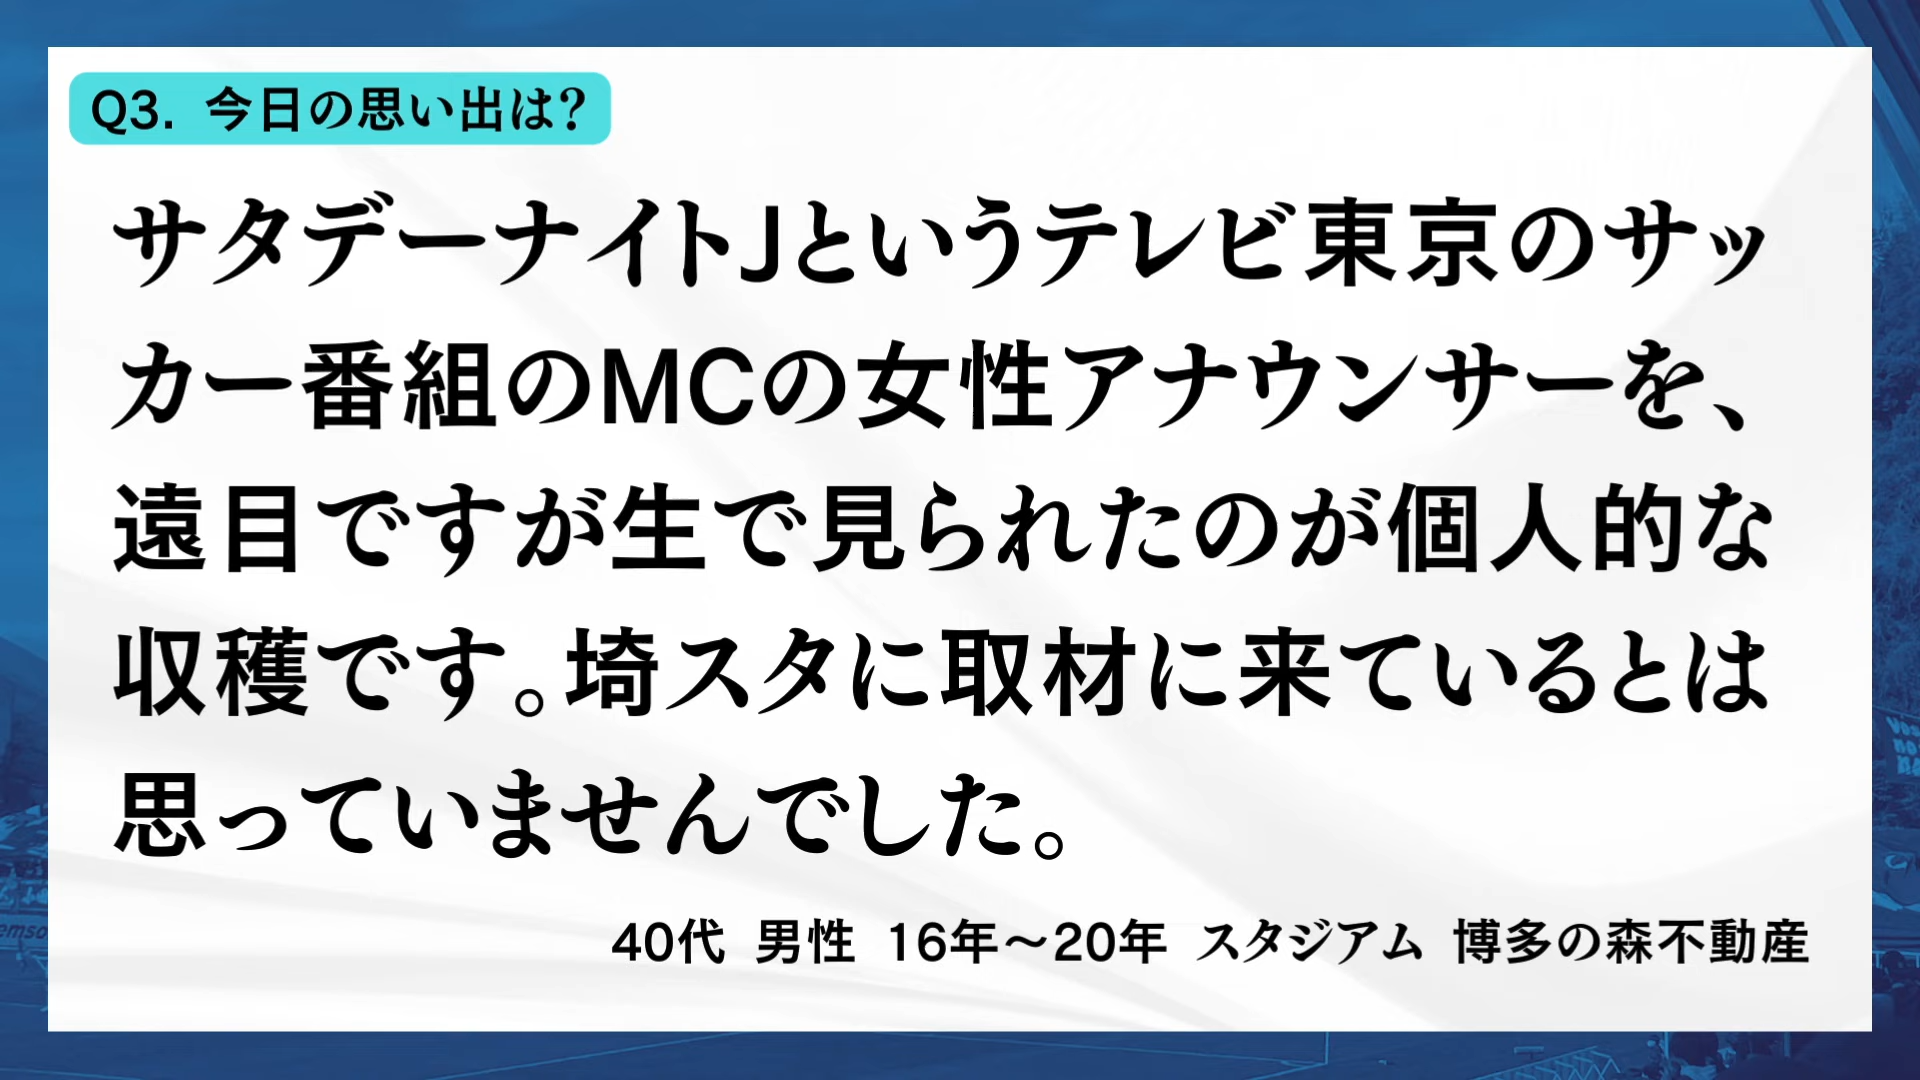 Q3. 今日の思い出は?
サタデーナイトJというテレビ東京のサッ
カー番組のMCの女性アナウンサーを、
遠目ですが生で見られたのが個人的な
収穫です。埼スタに取材に来ているとは
思っていませんでした。
40代 男性 16年〜20年 スタジアム 博多の森不動産